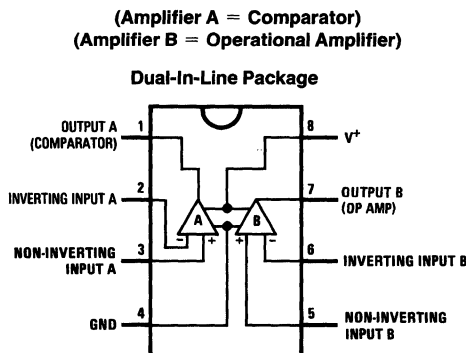 (Amplifier A = Comparator)
(Amplifier B = Operational Amplifier)
Dual-In-Line Package
OUTPUT A
(COMPARATOR)
1
8
V+
INVERTING INPUT A
2
7
OUTPUT B
(OP AMP)
A
B
- +
+ -
NON-INVERTING
INPUT A
3
6
INVERTING INPUT B
GND
4
5
NON-INVERTING
INPUT B